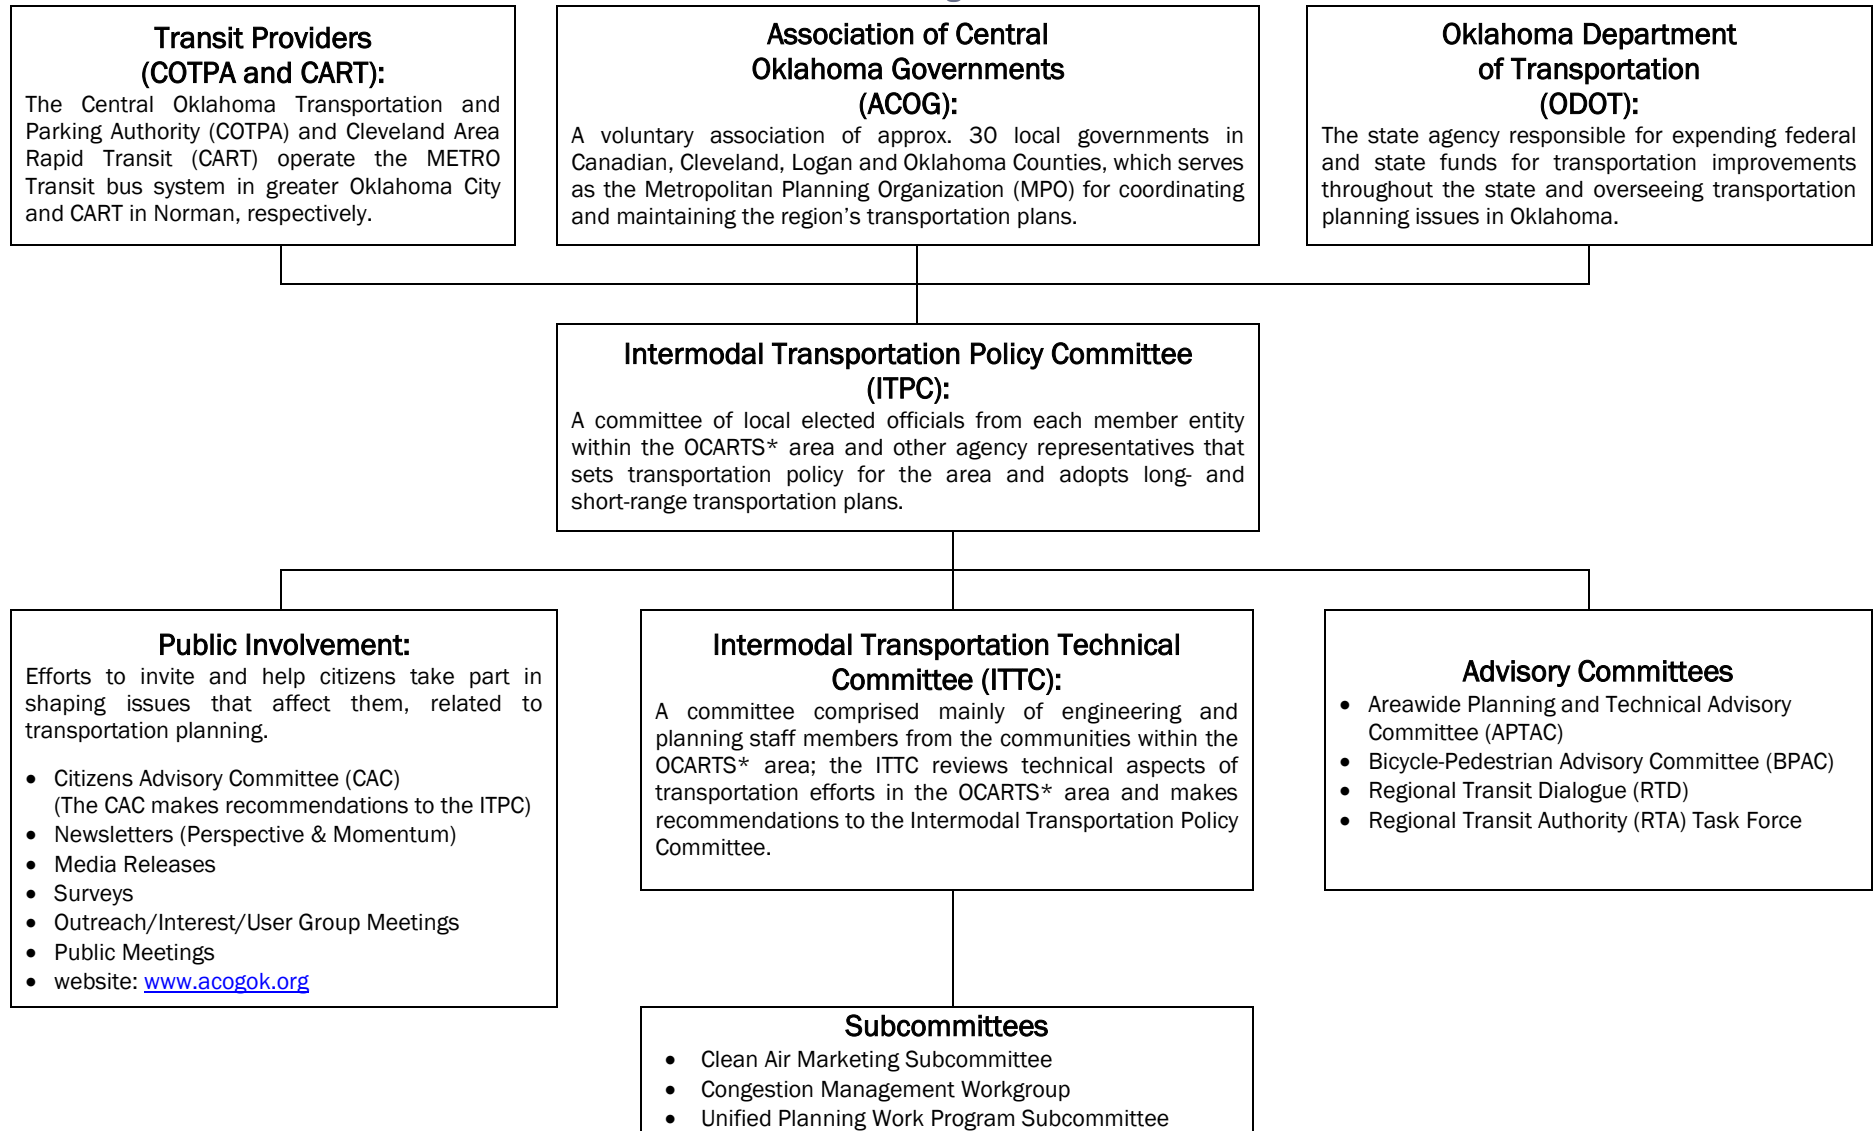 Transit Providers
(COTPA and CART):
The Central Oklahoma Transportation and
Parking Authority (COTPA) and Cleveland Area
Rapid Transit (CART) operate the METRO
Transit bus system in greater Oklahoma City
and CART in Norman, respectively.
Association of Central
Oklahoma Governments
(ACOG):
A voluntary association of approx. 30 local governments in
Canadian, Cleveland, Logan and Oklahoma Counties, which serves
as the Metropolitan Planning Organization (MPO) for coordinating
and maintaining the region’s transportation plans.
Oklahoma Department
of Transportation
(ODOT):
The state agency responsible for expending federal
and state funds for transportation improvements
throughout the state and overseeing transportation
planning issues in Oklahoma.
Intermodal Transportation Policy Committee
(ITPC):
A committee of local elected officials from each member entity
within the OCARTS* area and other agency representatives that
sets transportation policy for the area and adopts long- and
short-range transportation plans.
Public Involvement:
Efforts to invite and help citizens take part in
shaping issues that affect them, related to
transportation planning.
• Citizens Advisory Committee (CAC)
(The CAC makes recommendations to the ITPC)
• Newsletters (Perspective & Momentum)
• Media Releases
• Surveys
• Outreach/Interest/User Group Meetings
• Public Meetings
• website: www.acogok.org
Intermodal Transportation Technical
Committee (ITTC):
A committee comprised mainly of engineering and
planning staff members from the communities within the
OCARTS* area; the ITTC reviews technical aspects of
transportation efforts in the OCARTS* area and makes
recommendations to the Intermodal Transportation Policy
Committee.
Advisory Committees
• Areawide Planning and Technical Advisory
Committee (APTAC)
• Bicycle-Pedestrian Advisory Committee (BPAC)
• Regional Transit Dialogue (RTD)
• Regional Transit Authority (RTA) Task Force
Subcommittees
• Clean Air Marketing Subcommittee
• Congestion Management Workgroup
• Unified Planning Work Program Subcommittee